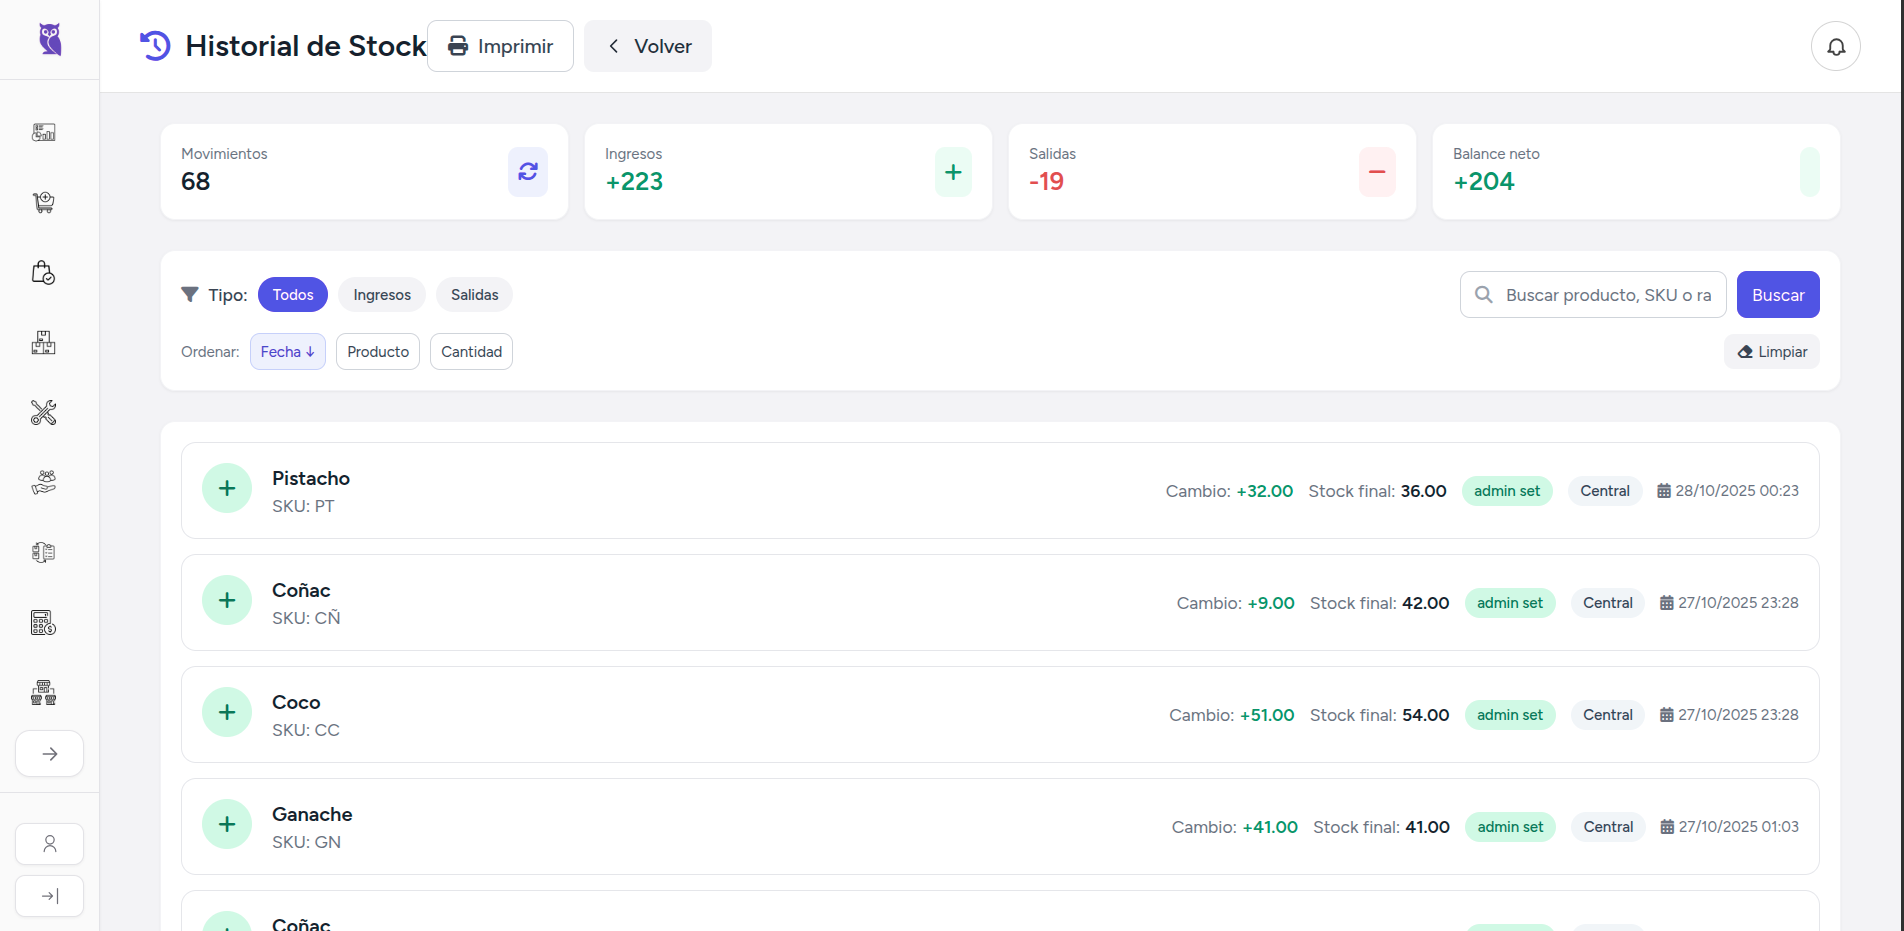 Historial de Stock
Imprimir
Volver
Movimientos
68
Ingresos
+223
Salidas
-19
Balance neto
+204
Tipo: Todos Ingresos Salidas
Buscar producto, SKU o ra
Buscar
Ordenar: Fecha ↓ Producto Cantidad
Limpiar
Pistacho
SKU: PT
Cambio: +32.00 Stock final: 36.00 admin set Central 28/10/2025 00:23
Coñac
SKU: CÑ
Cambio: +9.00 Stock final: 42.00 admin set Central 27/10/2025 23:28
Coco
SKU: CC
Cambio: +51.00 Stock final: 54.00 admin set Central 27/10/2025 23:28
Ganache
SKU: GN
Cambio: +41.00 Stock final: 41.00 admin set Central 27/10/2025 01:03
Coñac